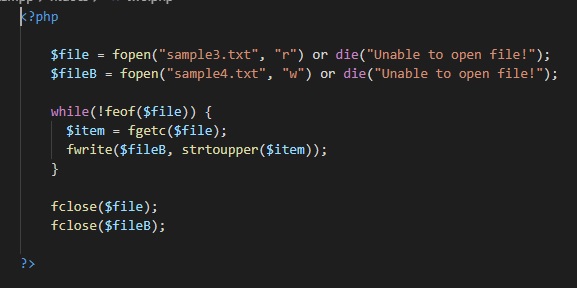 <?php
$file = fopen("sample3.txt", "r") or die("Unable to open file!");
$fileB = fopen("sample4.txt", "w") or die("Unable to open file!");
while(!feof($file)) {
$item = fgetc($file);
fwrite($fileB, strtoupper($item));
}
fclose($file);
fclose($fileB);
?>